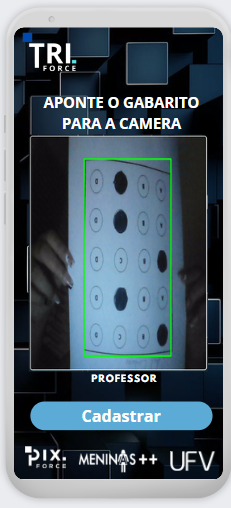 TRI.
FORCE
APONTE O GABARITO
PARA A CAMERA
PROFESSOR
Cadastrar
PIX.
FORCE
MENINAS++
UFV